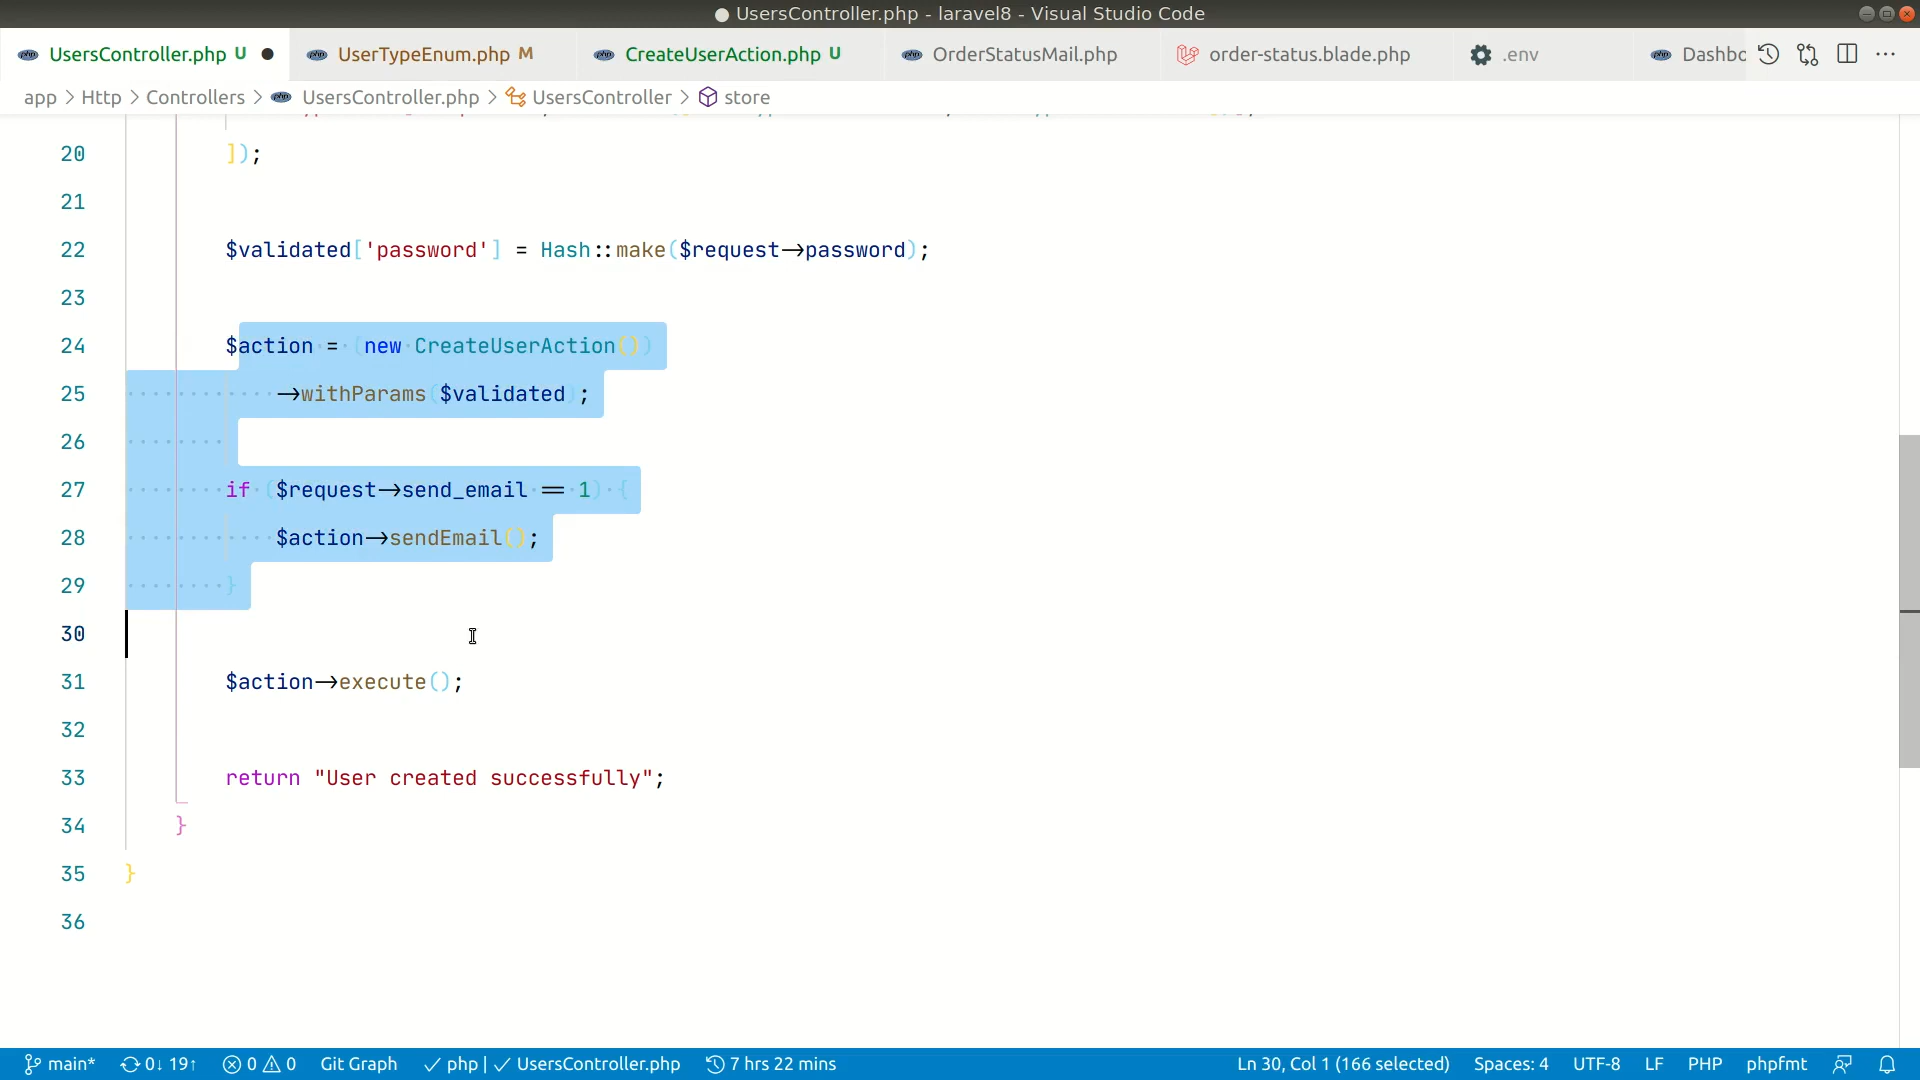 UsersController.php - laravel8 - Visual Studio Code
UsersController.php U UserTypeEnum.php M CreateUserAction.php U OrderStatusMail.php order-status.blade.php .env Dashbo
app > Http > Controllers > UsersController.php > UsersController > store
20 ]);
21
22 $validated['password'] = Hash::make($request->password);
23
24 $action = (new CreateUserAction())
25 ->withParams($validated);
26
27 if ($request->send_email == 1) {
28 $action->sendEmail();
29 }
30
31 $action->execute();
32
33 return "User created successfully";
34 }
35 }
36
main* 0↓ 19↑ 0 0 Git Graph ✓ php | ✓ UsersController.php 7 hrs 22 mins Ln 30, Col 1 (166 selected) Spaces: 4 UTF-8 LF PHP phpfmt